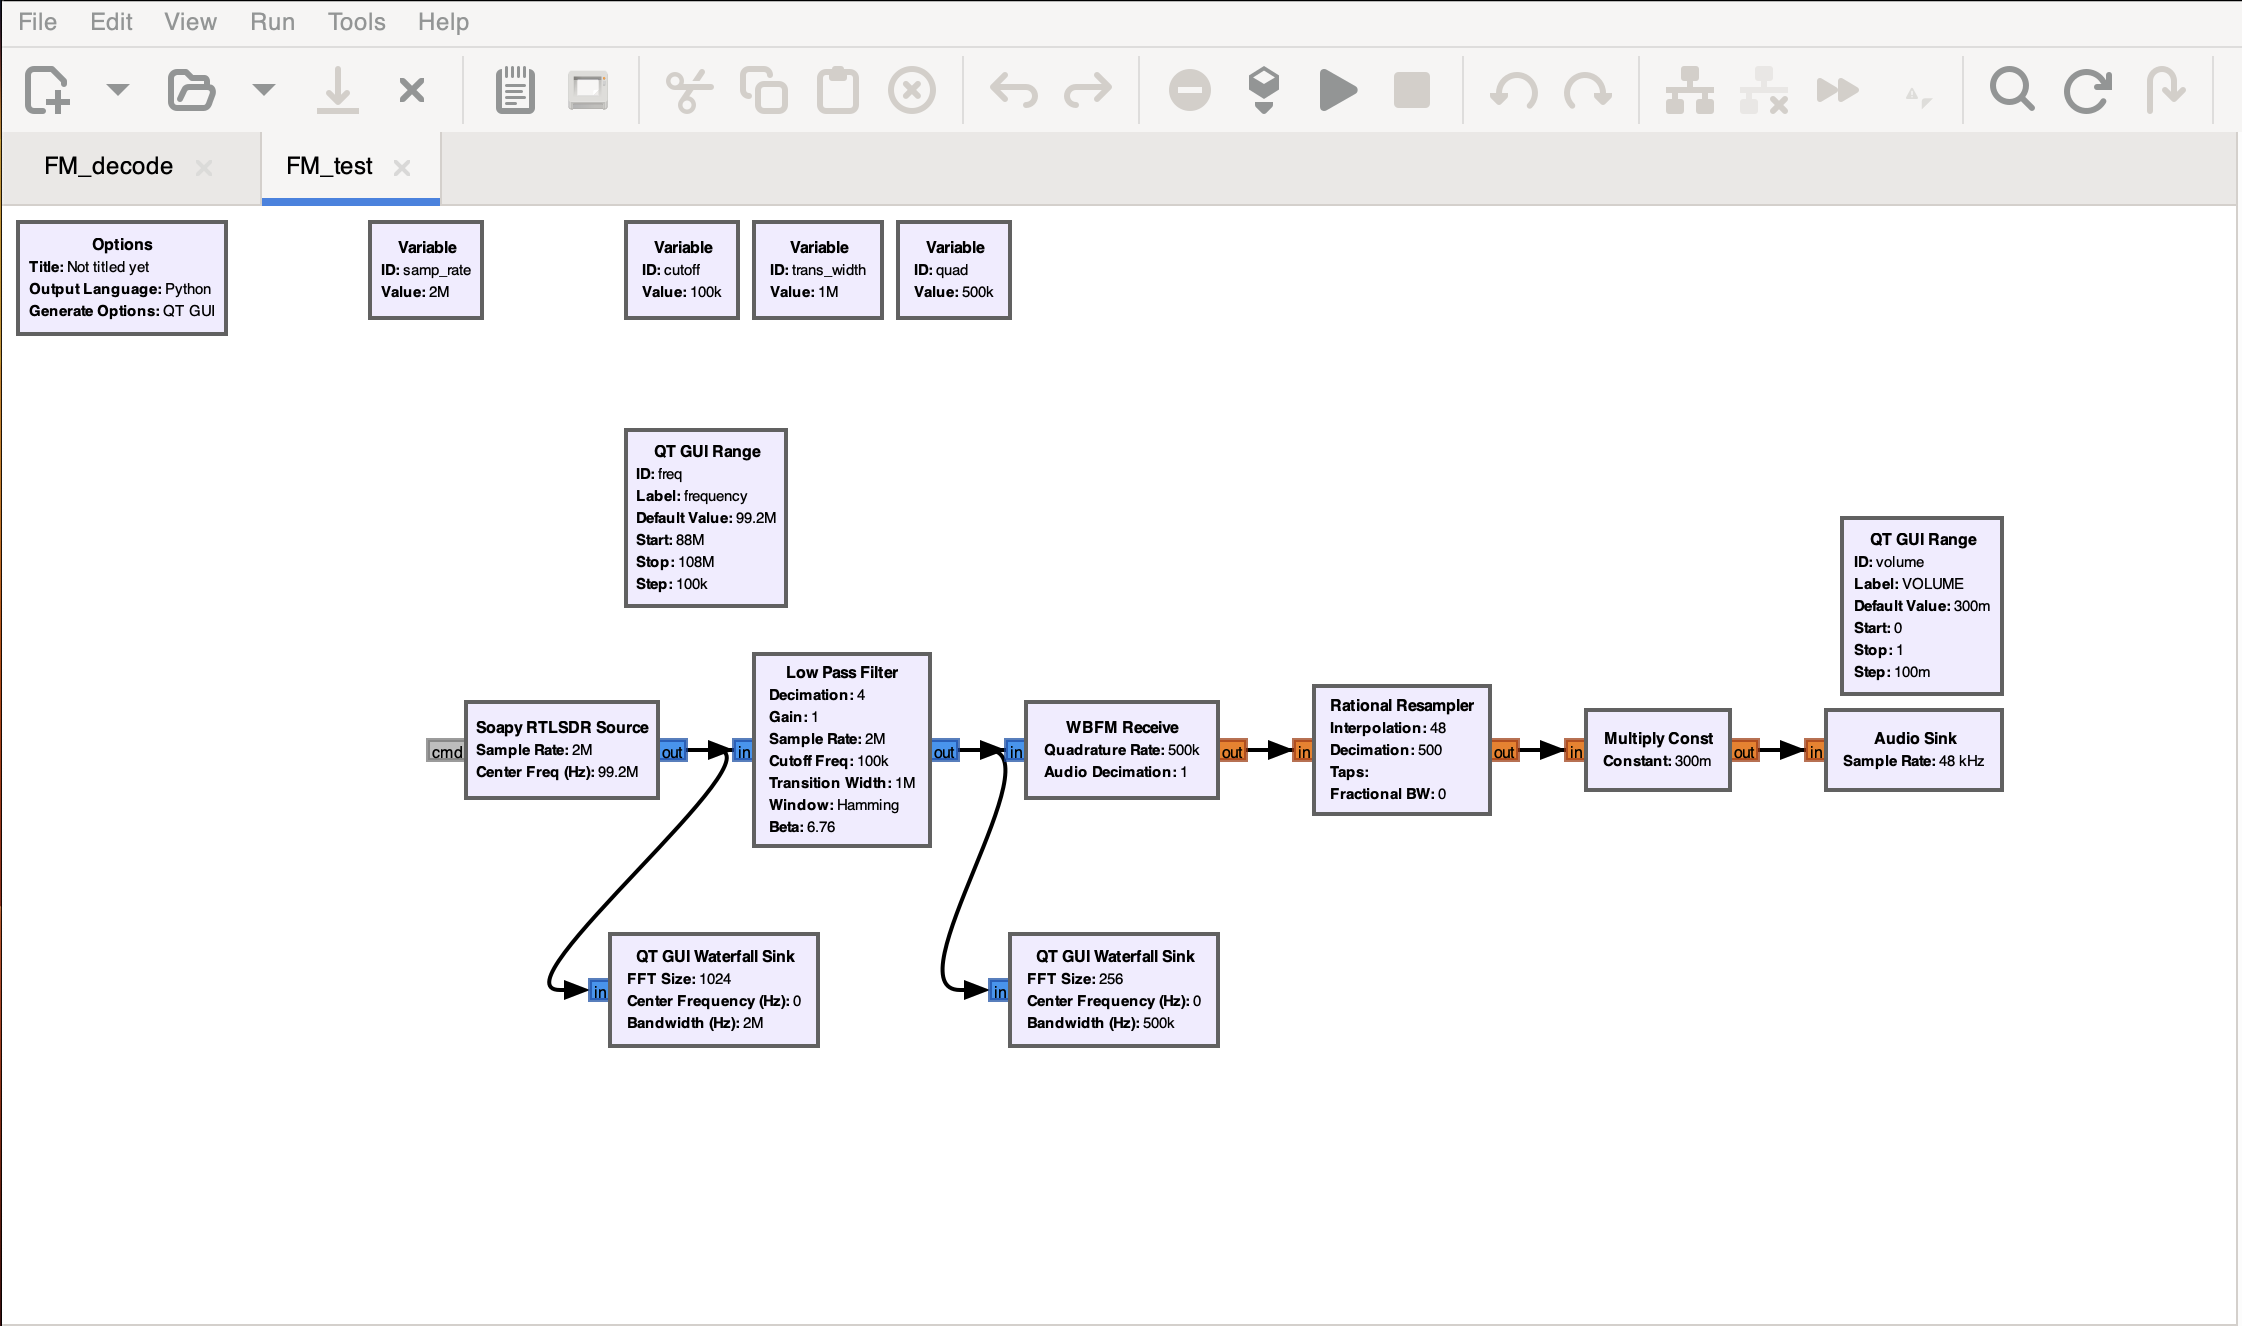 File Edit View Run Tools Help
FM_decode FM_test
Options
Title: Not titled yet
Output Language: Python
Generate Options: QT GUI
Variable
ID: samp_rate
Value: 2M
Variable
ID: cutoff
Value: 100k
Variable
ID: trans_width
Value: 1M
Variable
ID: quad
Value: 500k
QT GUI Range
ID: freq
Label: frequency
Default Value: 99.2M
Start: 88M
Stop: 108M
Step: 100k
QT GUI Range
ID: volume
Label: VOLUME
Default Value: 300m
Start: 0
Stop: 1
Step: 100m
cmd
Soapy RTLSDR Source
Sample Rate: 2M
Center Freq (Hz): 99.2M
out
in
Low Pass Filter
Decimation: 4
Gain: 1
Sample Rate: 2M
Cutoff Freq: 100k
Transition Width: 1M
Window: Hamming
Beta: 6.76
out
in
WBFM Receive
Quadrature Rate: 500k
Audio Decimation: 1
out
in
Rational Resampler
Interpolation: 48
Decimation: 500
Taps:
Fractional BW: 0
out
in
Multiply Const
Constant: 300m
out
in
Audio Sink
Sample Rate: 48 kHz
in
QT GUI Waterfall Sink
FFT Size: 1024
Center Frequency (Hz): 0
Bandwidth (Hz): 2M
in
QT GUI Waterfall Sink
FFT Size: 256
Center Frequency (Hz): 0
Bandwidth (Hz): 500k